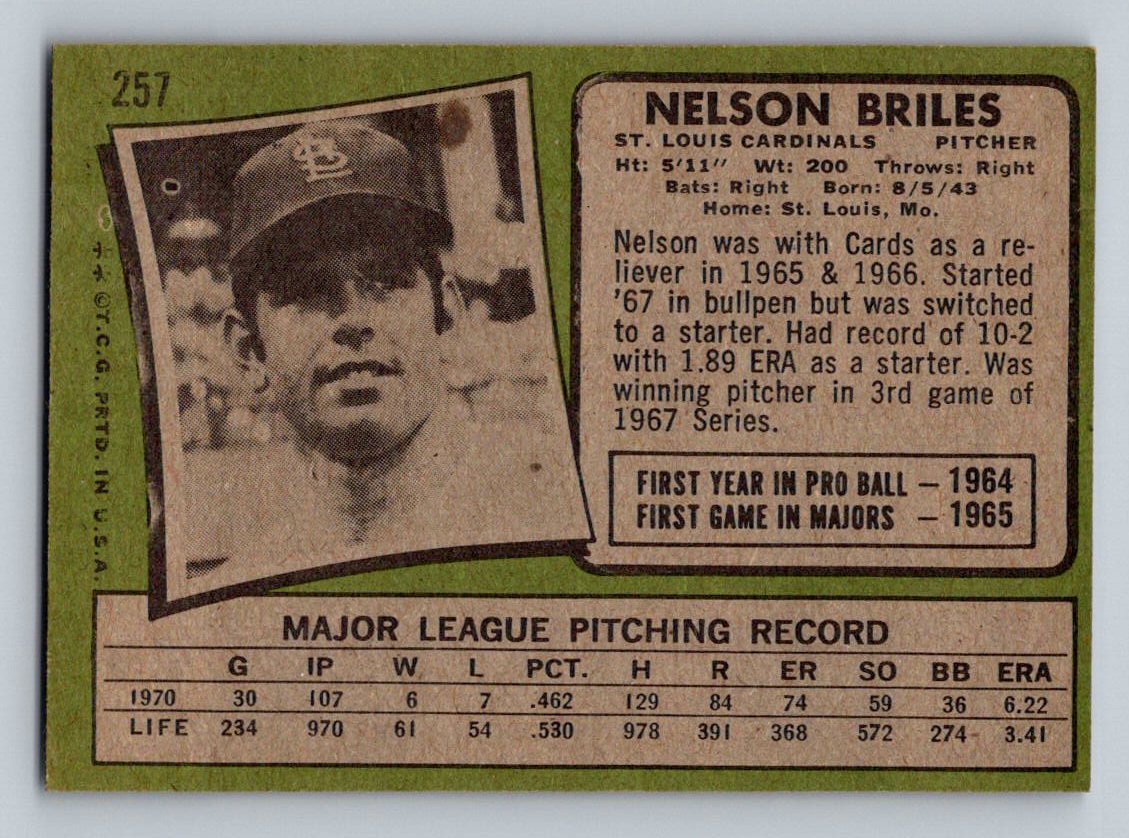 257
NELSON BRILES
ST. LOUIS CARDINALS PITCHER
Ht: 5'11" Wt: 200 Throws: Right
Bats: Right Born: 8/5/43
Home: St. Louis, Mo.
Nelson was with Cards as a re-
liever in 1965 & 1966. Started
'67 in bullpen but was switched
to a starter. Had record of 10-2
with 1.89 ERA as a starter. Was
winning pitcher in 3rd game of
1967 Series.
FIRST YEAR IN PRO BALL – 1964
FIRST GAME IN MAJORS – 1965
++ ©T.C.G. PRTD. IN U.S.A.
MAJOR LEAGUE PITCHING RECORD
G IP W L PCT. H R ER SO BB ERA
1970 30 107 6 7 .462 129 84 74 59 36 6.22
LIFE 234 970 61 54 .530 978 391 368 572 274 3.41